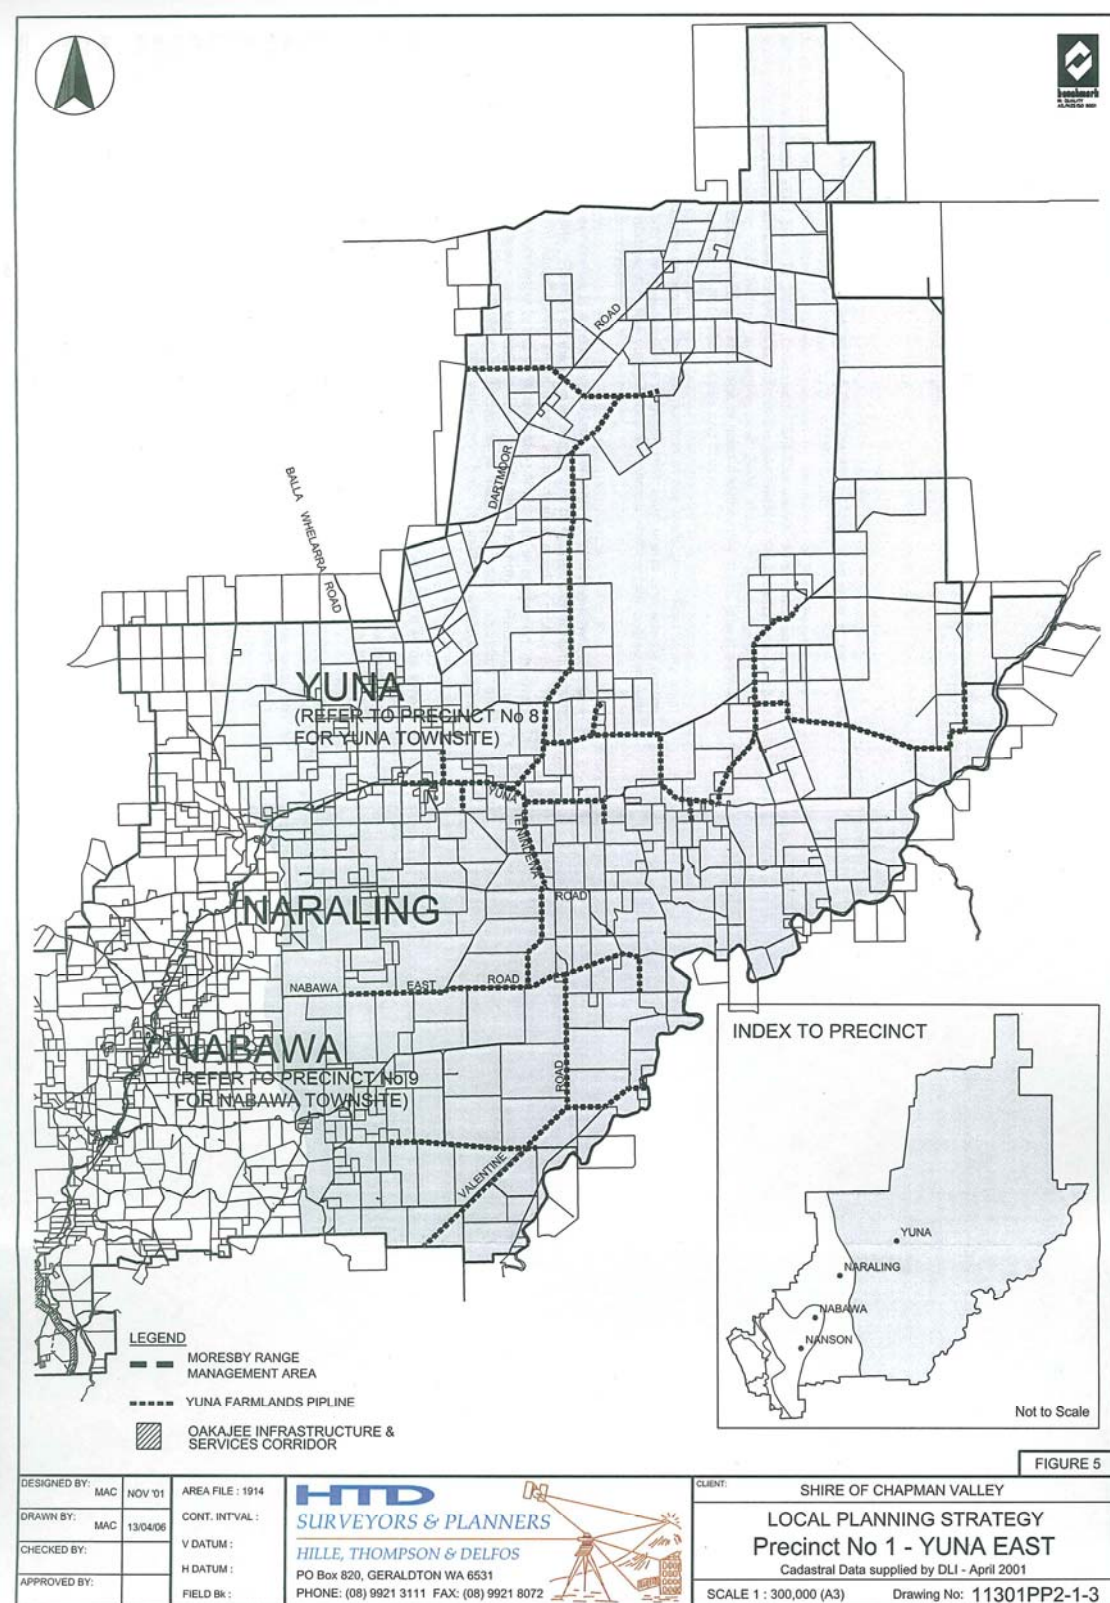 benchmark
ROAD
DARTMOOR
BALLA WHELARRA ROAD
YUNA
(REFER TO PRECINCT No 8
FOR YUNA TOWNSITE)
YUNA
TENINDEWA
ROAD
NARALING
NABAWA EAST ROAD
NABAWA
(REFER TO PRECINCT No 9
FOR NABAWA TOWNSITE)
ROAD
VALENTINE
INDEX TO PRECINCT
YUNA
NARALING
NABAWA
NANSON
Not to Scale
LEGEND
MORESBY RANGE
MANAGEMENT AREA
YUNA FARMLANDS PIPLINE
OAKAJEE INFRASTRUCTURE &
SERVICES CORRIDOR
FIGURE 5
DESIGNED BY: MAC NOV '01
DRAWN BY: MAC 13/04/06
CHECKED BY:
APPROVED BY:
AREA FILE : 1914
CONT. INT'VAL :
V DATUM :
H DATUM :
FIELD Bk :
HTD
SURVEYORS & PLANNERS
HILLE, THOMPSON & DELFOS
PO Box 820, GERALDTON WA 6531
PHONE: (08) 9921 3111 FAX: (08) 9921 8072
CLIENT: SHIRE OF CHAPMAN VALLEY
LOCAL PLANNING STRATEGY
Precinct No 1 - YUNA EAST
Cadastral Data supplied by DLI - April 2001
SCALE 1 : 300,000 (A3) Drawing No: 11301PP2-1-3